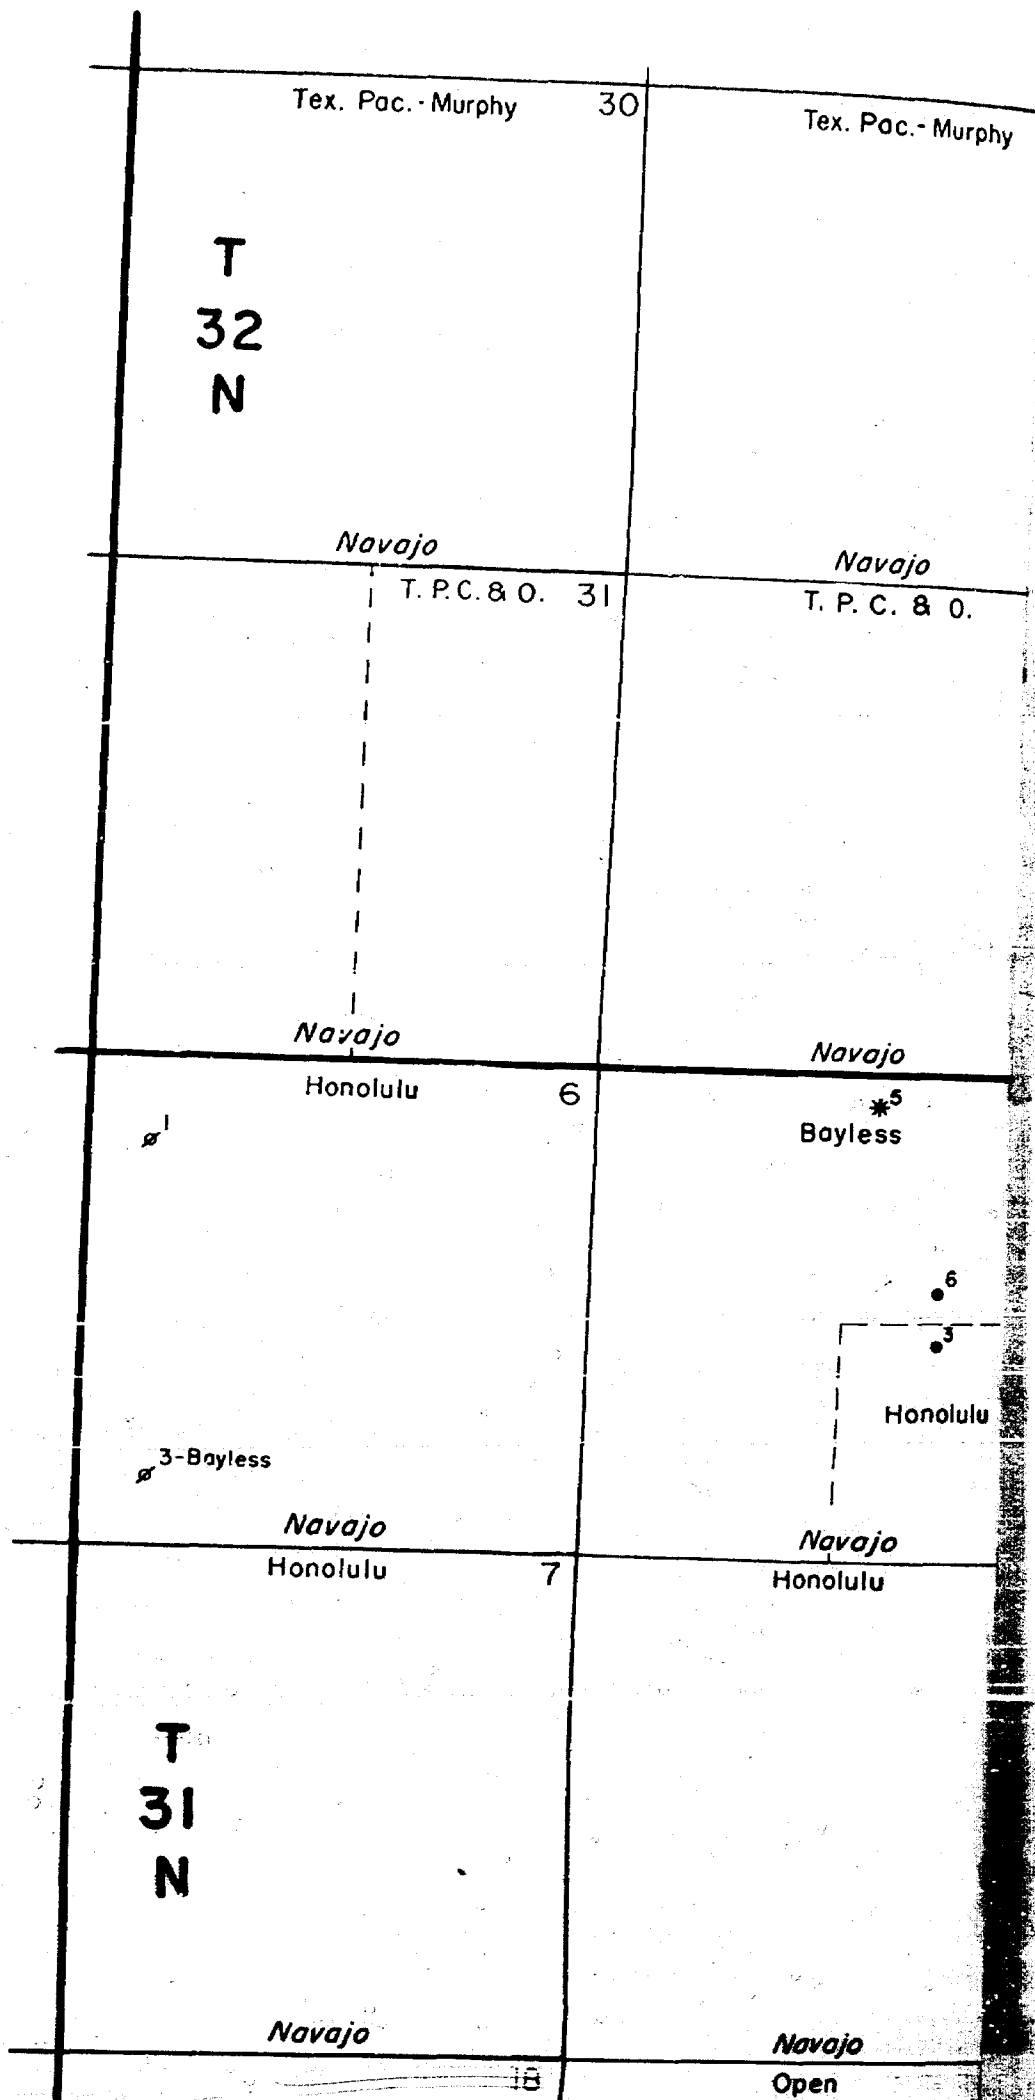 Tex. Pac.-Murphy 30 Tex. Pac.-Murphy
T
32
N
Navajo Navajo
T. P. C. & O. 31 T. P. C. & O.
Navajo Navajo
Honolulu 6
5
Bayless
1
6
3
Honolulu
3-Bayless
Navajo Navajo
Honolulu 7 Honolulu
T
31
N
Navajo Navajo
Open